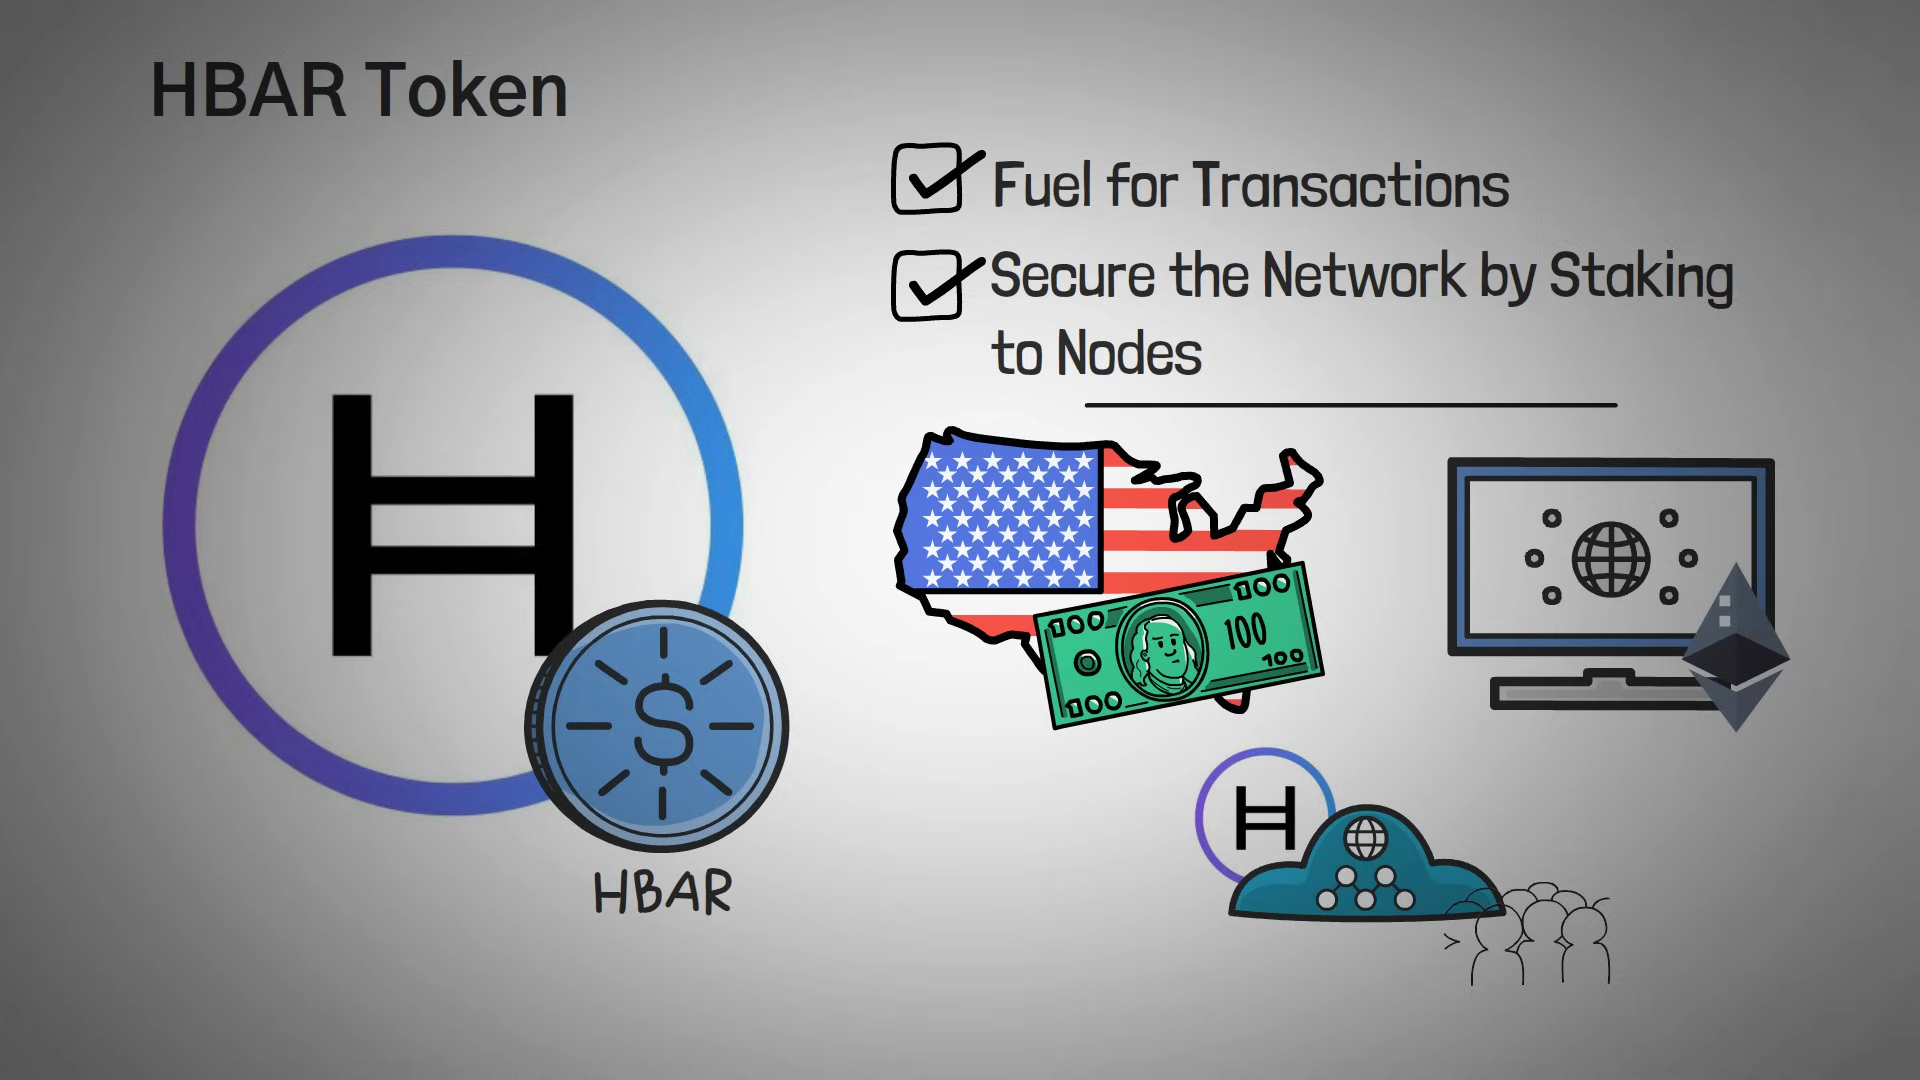 HBAR Token
Fuel for Transactions
Secure the Network by Staking
to Nodes
H
S
HBAR
100
100
100
100
100
H